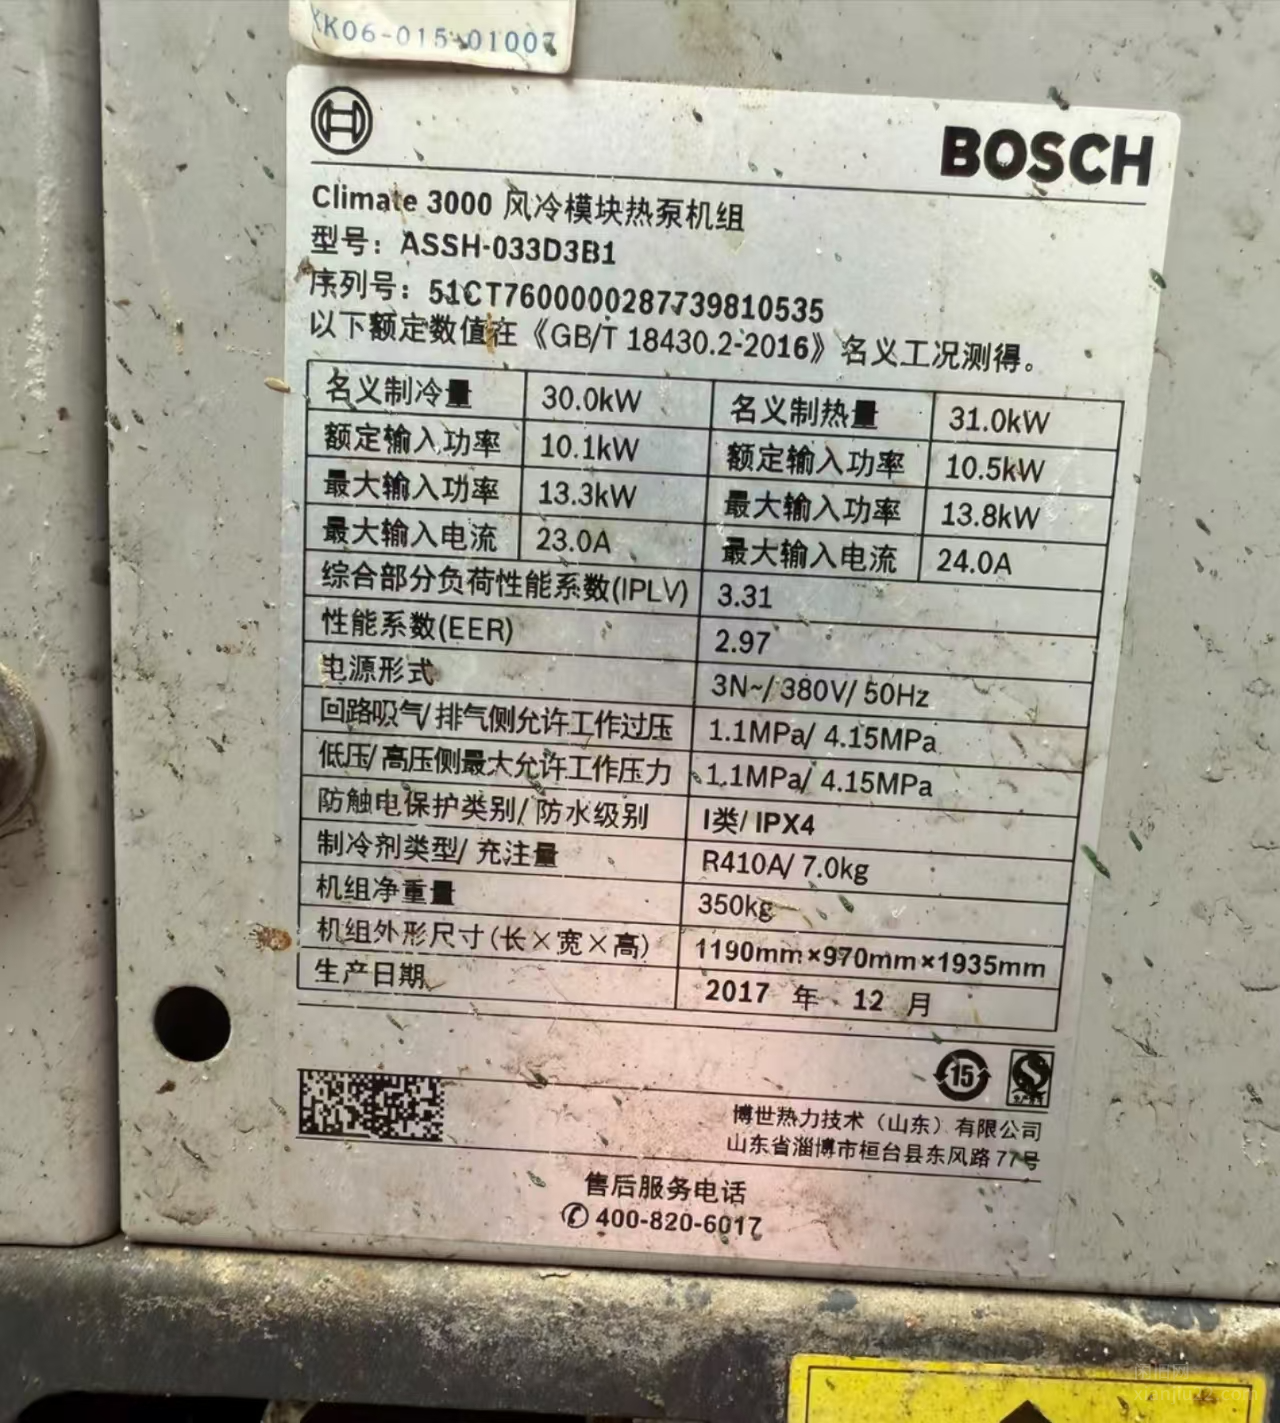 XK06-015-01007
BOSCH
Climate 3000 风冷模块热泵机组
型号：ASSH-033D3B1
序列号：51CT7600000287739810535
以下额定数值在《GB/T 18430.2-2016》名义工况测得。
名义制冷量 30.0kW 名义制热量 31.0kW
额定输入功率 10.1kW 额定输入功率 10.5kW
最大输入功率 13.3kW 最大输入功率 13.8kW
最大输入电流 23.0A 最大输入电流 24.0A
综合部分负荷性能系数(IPLV) 3.31
性能系数(EER) 2.97
电源形式 3N~/ 380V/ 50Hz
回路吸气/ 排气侧允许工作过压 1.1MPa/ 4.15MPa
低压/ 高压侧最大允许工作压力 1.1MPa/ 4.15MPa
防触电保护类别/ 防水级别 I类/ IPX4
制冷剂类型/ 充注量 R410A/ 7.0kg
机组净重量 350kg
机组外形尺寸(长×宽×高) 1190mm×970mm×1935mm
生产日期 2017 年 12 月
15
博世热力技术（山东）有限公司
山东省淄博市桓台县东风路77号
售后服务电话
400-820-6017